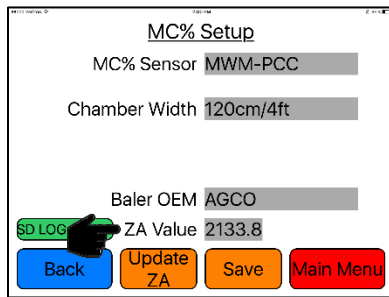 MC% Setup
MC% Sensor MWM-PCC
Chamber Width 120cm/4ft
Baler OEM AGCO
SD LOG ZA Value 2133.8
Back Update ZA Save Main Menu